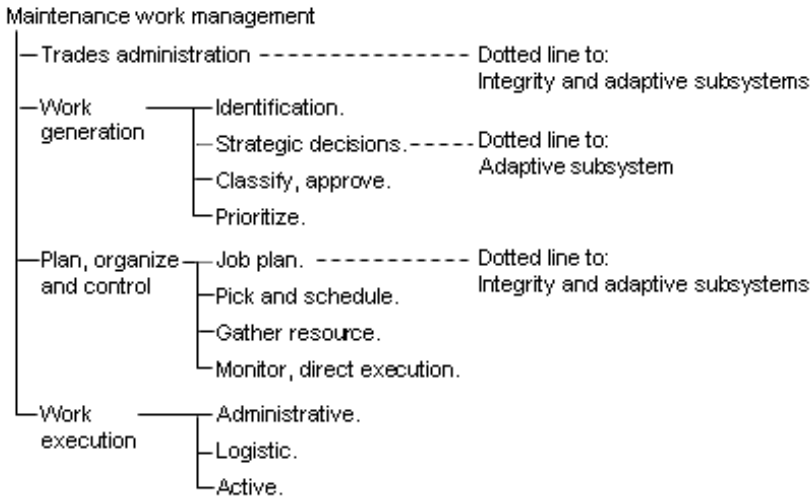 Maintenance work management
Trades administration
Dotted line to:
Integrity and adaptive subsystems
Work
generation
Identification.
Strategic decisions.
Dotted line to:
Adaptive subsystem
Classify, approve.
Prioritize.
Plan, organize
and control
Job plan.
Dotted line to:
Integrity and adaptive subsystems
Pick and schedule.
Gather resource.
Monitor, direct execution.
Work
execution
Administrative.
Logistic.
Active.